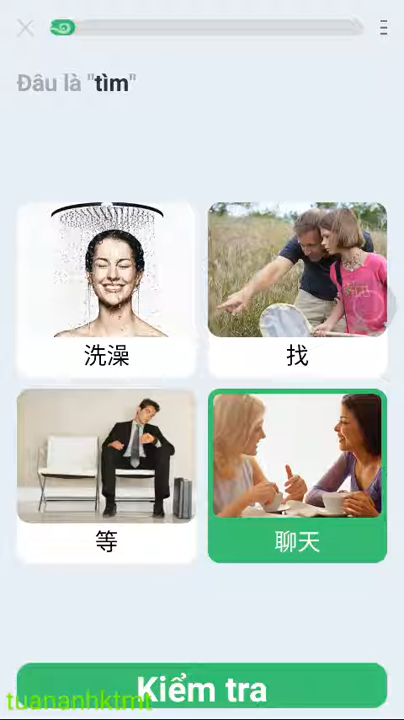 Đâu là "tìm"
洗澡
找
等
聊天
Kiểm tra
tuananhktmt